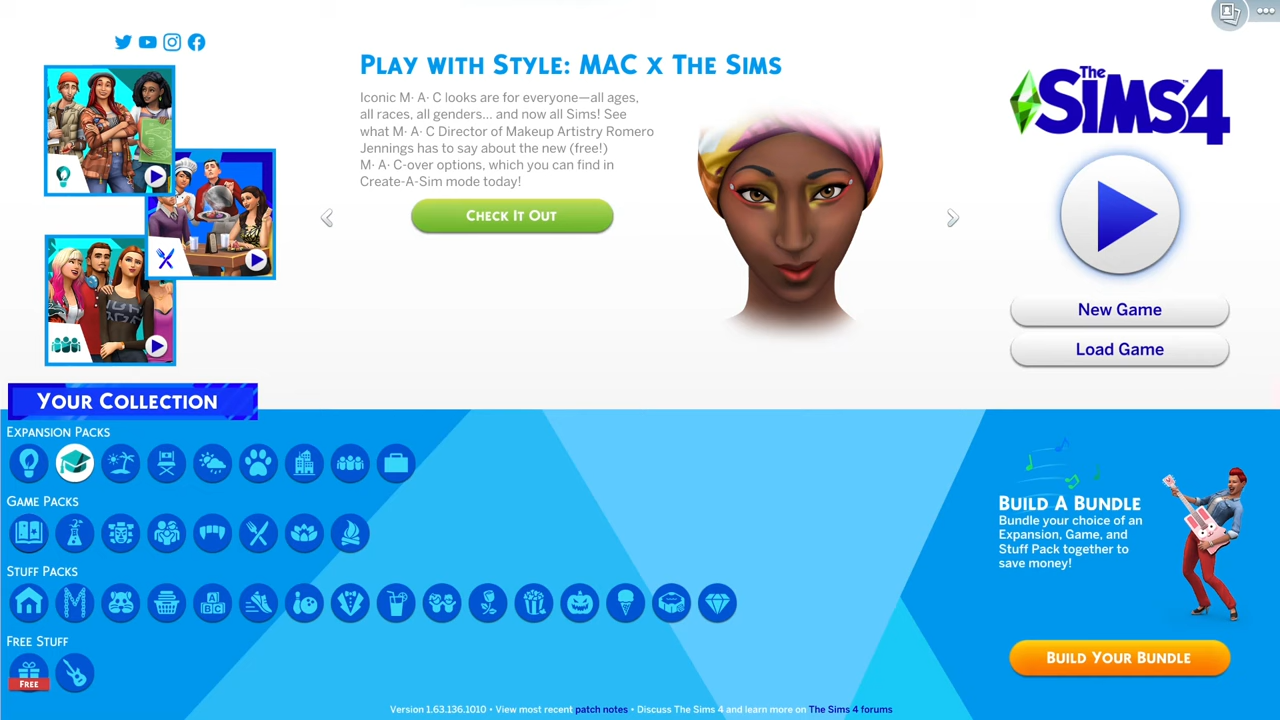 PLAY WITH STYLE: MAC X THE SIMS
Iconic M·A·C looks are for everyone—all ages,
all races, all genders... and now all Sims! See
what M·A·C Director of Makeup Artistry Romero
Jennings has to say about the new (free!)
M·A·C-over options, which you can find in
Create-A-Sim mode today!
CHECK IT OUT
THE SIMS 4
New Game
Load Game
YOUR COLLECTION
EXPANSION PACKS
GAME PACKS
STUFF PACKS
FREE STUFF
FREE
BUILD A BUNDLE
Bundle your choice of an
Expansion, Game, and
Stuff Pack together to
save money!
BUILD YOUR BUNDLE
Version 1.63.136.1010 • View most recent patch notes • Discuss The Sims 4 and learn more on The Sims 4 forums